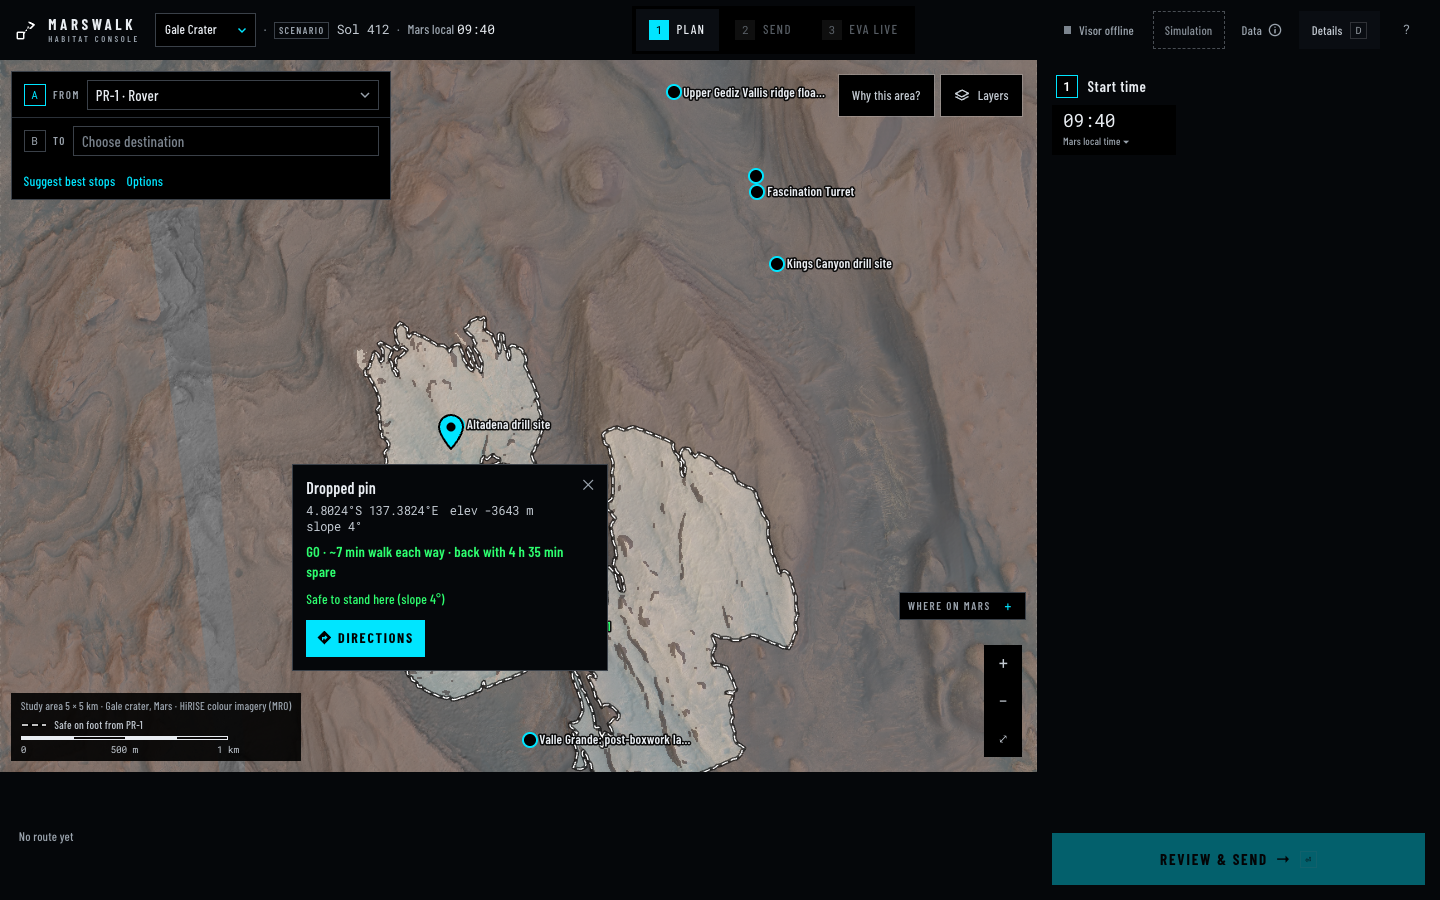 MARSWALK
HABITAT CONSOLE
Gale Crater
· SCENARIO Sol 412 · Mars local 09:40
1 PLAN
2 SEND
3 EVA LIVE
Visor offline
Simulation
Data
Details D
?
A FROM PR-1 · Rover
B TO Choose destination
Suggest best stops Options
Upper Gediz Vallis ridge floa...
Why this area?
Layers
Fascination Turret
Kings Canyon drill site
Altadena drill site
Dropped pin
4.8024°S 137.3824°E elev -3643 m
slope 4°
GO · ~7 min walk each way · back with 4 h 35 min
spare
Safe to stand here (slope 4°)
DIRECTIONS
WHERE ON MARS +
+
−
Study area 5 × 5 km · Gale crater, Mars · HiRISE colour imagery (MRO)
Safe on foot from PR-1
0 500 m 1 km
Valle Grande: post-boxwork la...
1 Start time
09:40
Mars local time
No route yet
REVIEW & SEND →